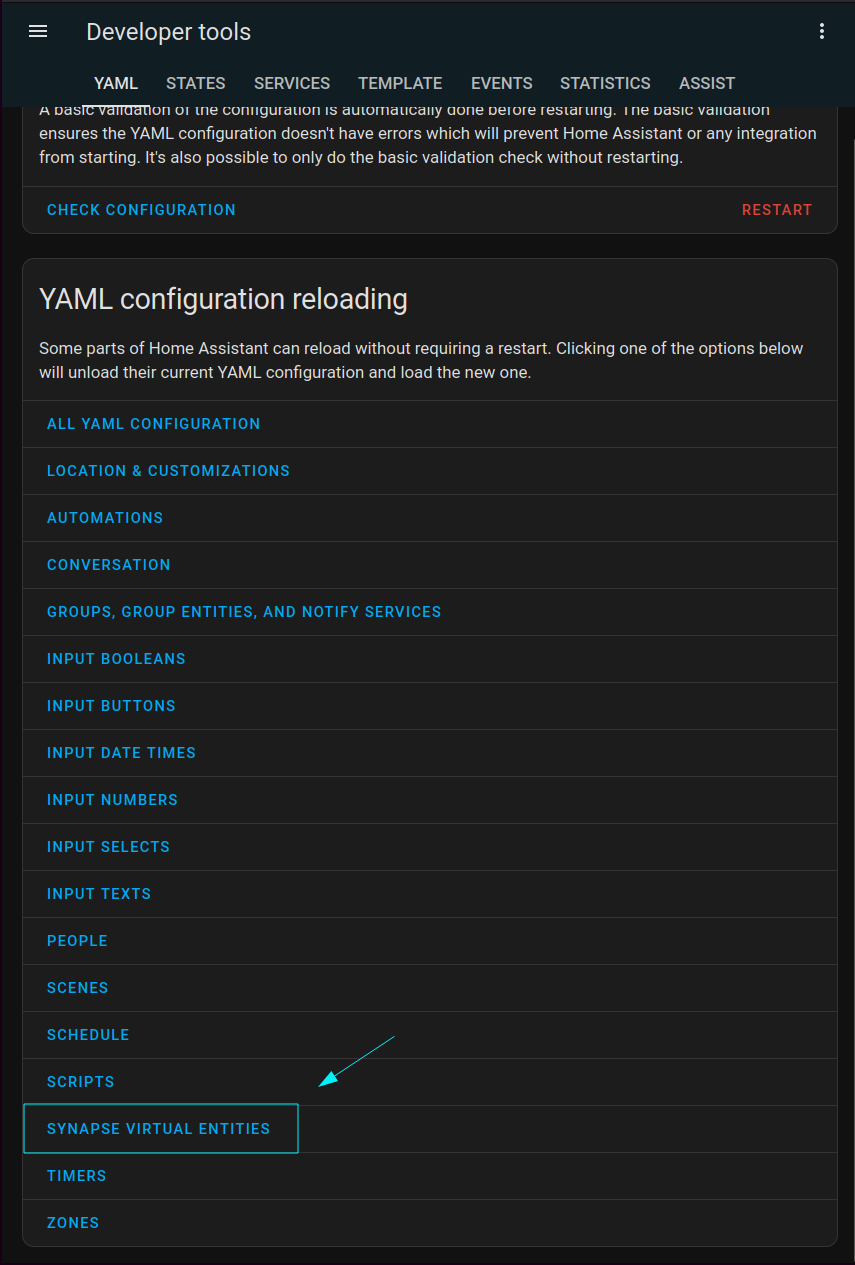 Developer tools
YAML STATES SERVICES TEMPLATE EVENTS STATISTICS ASSIST
A basic validation of the configuration is automatically done before restarting. The basic validation
ensures the YAML configuration doesn't have errors which will prevent Home Assistant or any integration
from starting. It's also possible to only do the basic validation check without restarting.
CHECK CONFIGURATION RESTART
YAML configuration reloading
Some parts of Home Assistant can reload without requiring a restart. Clicking one of the options below
will unload their current YAML configuration and load the new one.
ALL YAML CONFIGURATION
LOCATION & CUSTOMIZATIONS
AUTOMATIONS
CONVERSATION
GROUPS, GROUP ENTITIES, AND NOTIFY SERVICES
INPUT BOOLEANS
INPUT BUTTONS
INPUT DATE TIMES
INPUT NUMBERS
INPUT SELECTS
INPUT TEXTS
PEOPLE
SCENES
SCHEDULE
SCRIPTS
SYNAPSE VIRTUAL ENTITIES
TIMERS
ZONES